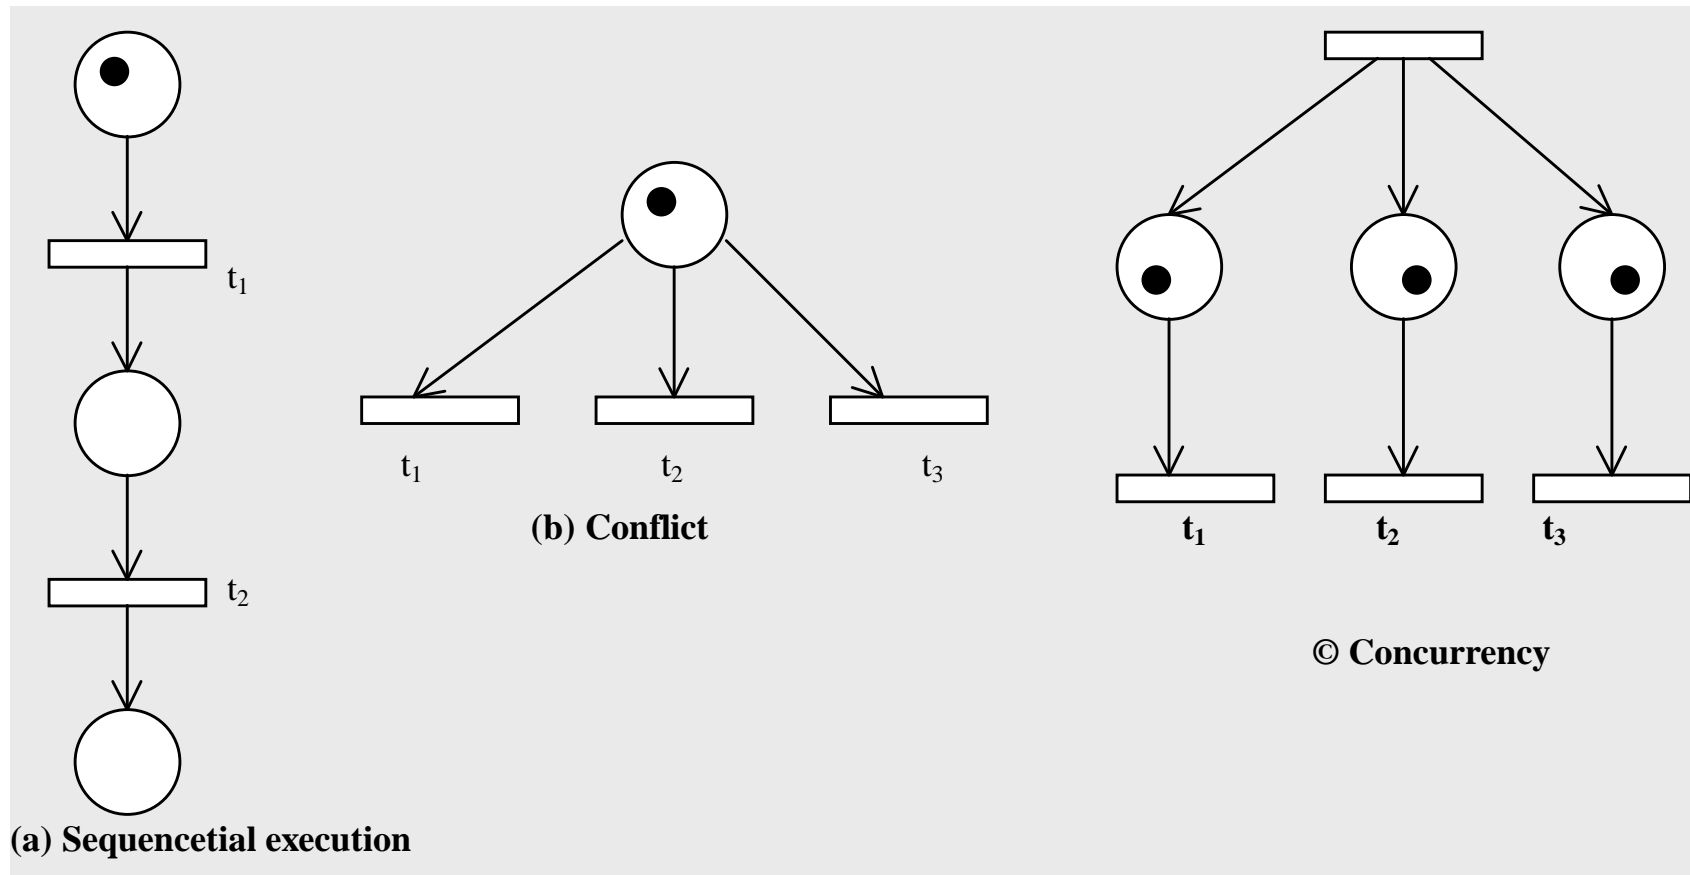 t₁
t₂
(a) Sequencetial execution
t₁ t₂ t₃
(b) Conflict
t₁ t₂ t₃
© Concurrency